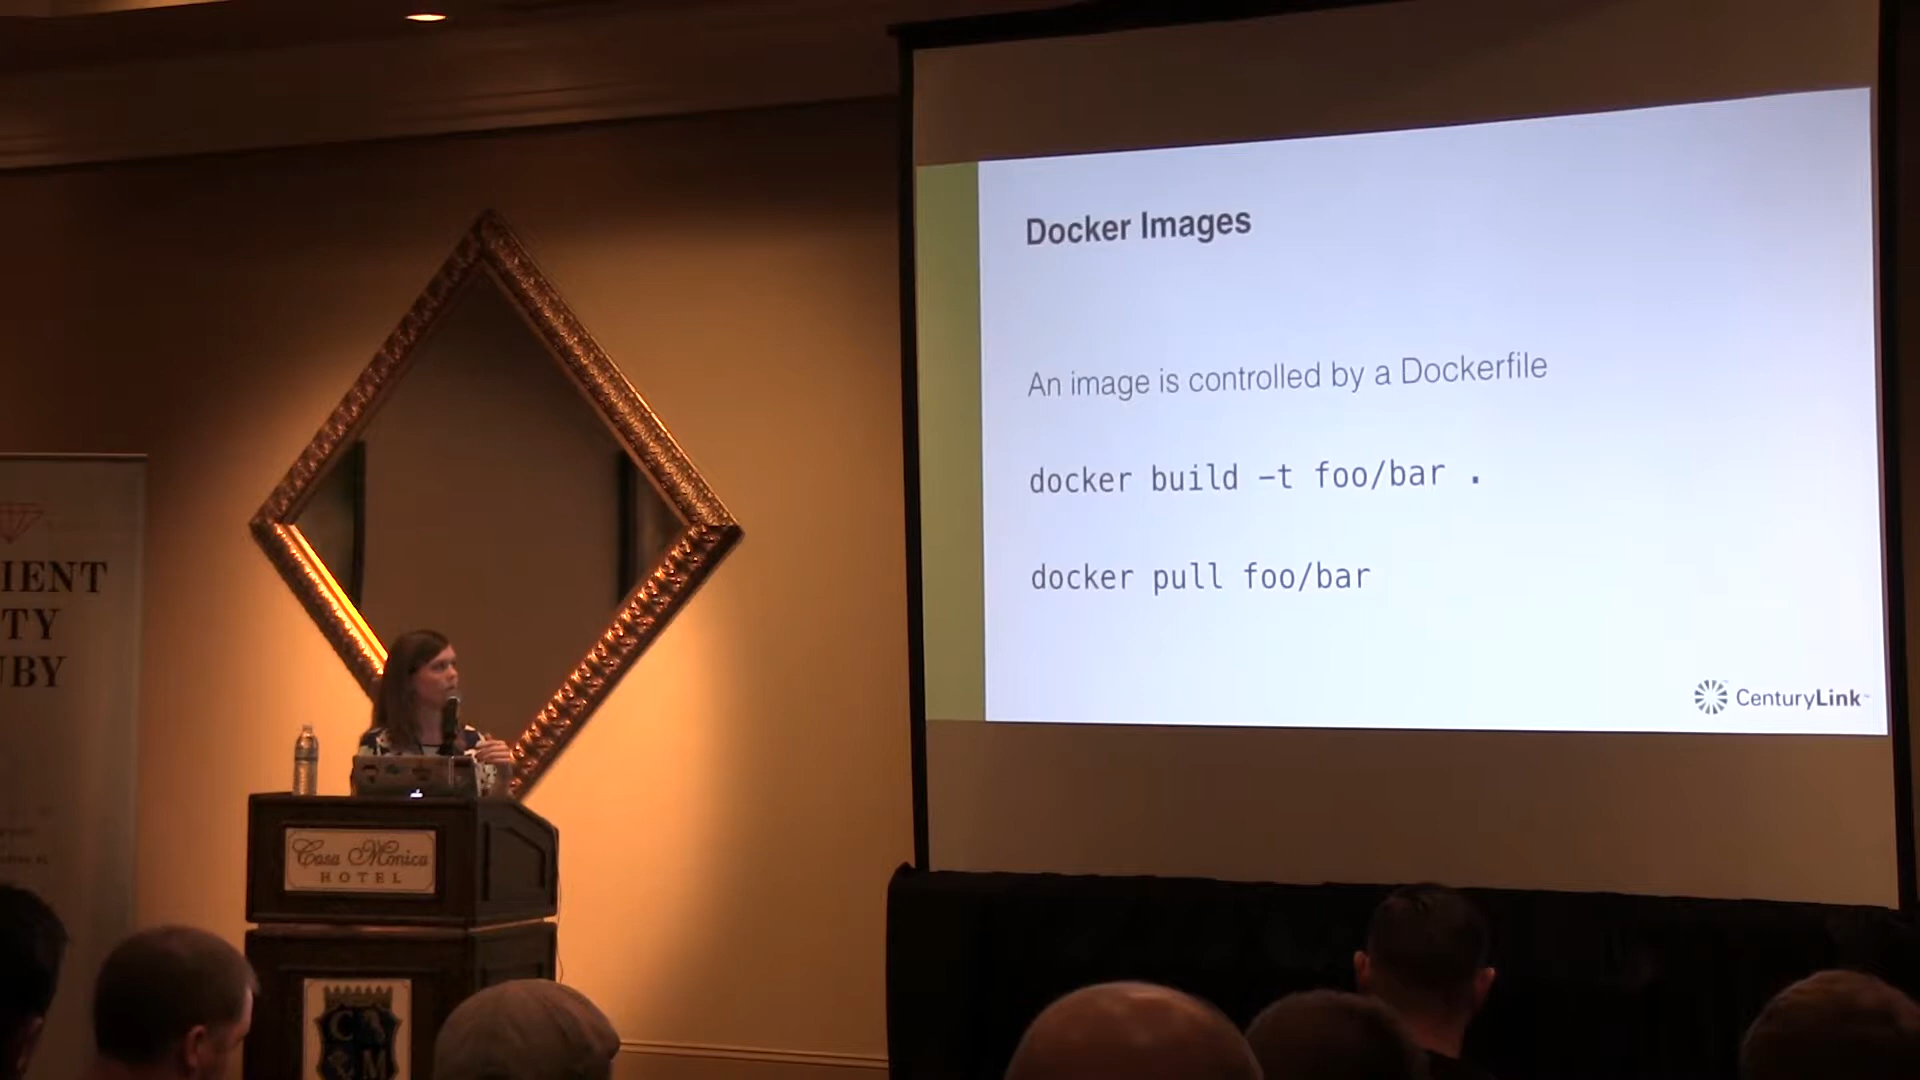 Docker Images
An image is controlled by a Dockerfile
docker build -t foo/bar .
docker pull foo/bar
CenturyLink
IENT
TY
UBY
Casa Monica
HOTEL
C
M